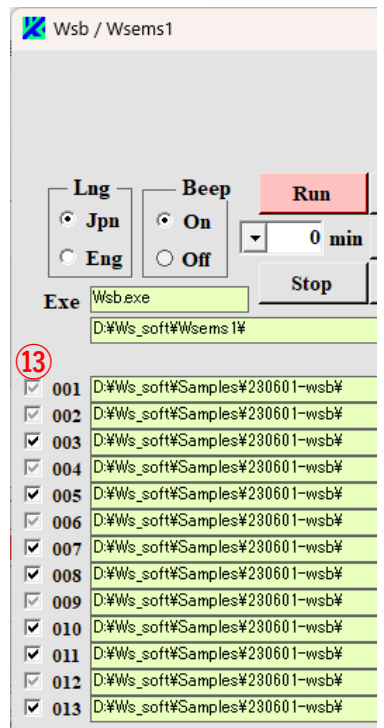 Wsb / Wsems1
Lng
Beep
Run
Jpn
On
0 min
Eng
Off
Stop
Exe
Wsb.exe
D:¥Ws_soft¥Wsems1¥
⑬
001 D:¥Ws_soft¥Samples¥230601-wsb¥
002 D:¥Ws_soft¥Samples¥230601-wsb¥
003 D:¥Ws_soft¥Samples¥230601-wsb¥
004 D:¥Ws_soft¥Samples¥230601-wsb¥
005 D:¥Ws_soft¥Samples¥230601-wsb¥
006 D:¥Ws_soft¥Samples¥230601-wsb¥
007 D:¥Ws_soft¥Samples¥230601-wsb¥
008 D:¥Ws_soft¥Samples¥230601-wsb¥
009 D:¥Ws_soft¥Samples¥230601-wsb¥
010 D:¥Ws_soft¥Samples¥230601-wsb¥
011 D:¥Ws_soft¥Samples¥230601-wsb¥
012 D:¥Ws_soft¥Samples¥230601-wsb¥
013 D:¥Ws_soft¥Samples¥230601-wsb¥